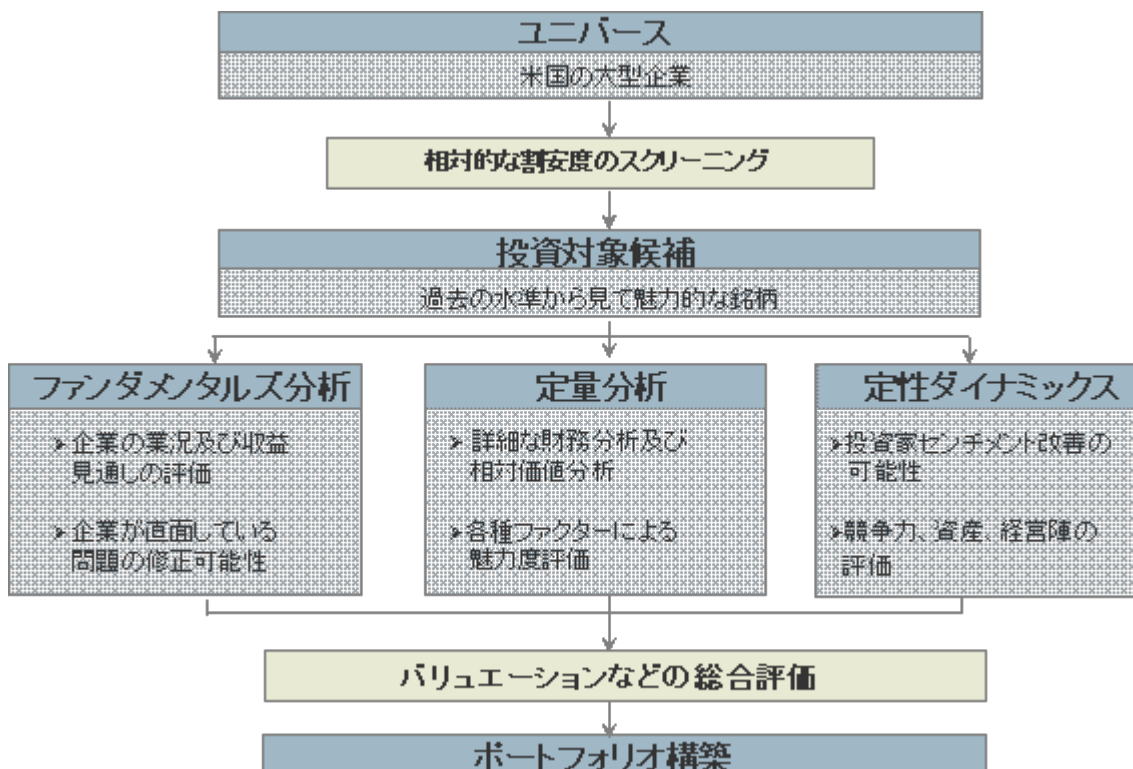 ユニバース
米国の大型企業
相対的な割安度のスクリーニング
投資対象候補
過去の水準から見て魅力的な銘柄
ファンダメンタルズ分析
➢企業の業況及び収益
見通しの評価
➢企業が直面している
問題の修正可能性
定量分析
➢詳細な財務分析及び
相対価値分析
➢各種ファクターによる
魅力度評価
定性ダイナミックス
➢投資家センチメント改善の
可能性
➢競争力、資産、経営陣の
評価
バリュエーションなどの総合評価
ポートフォリオ構築